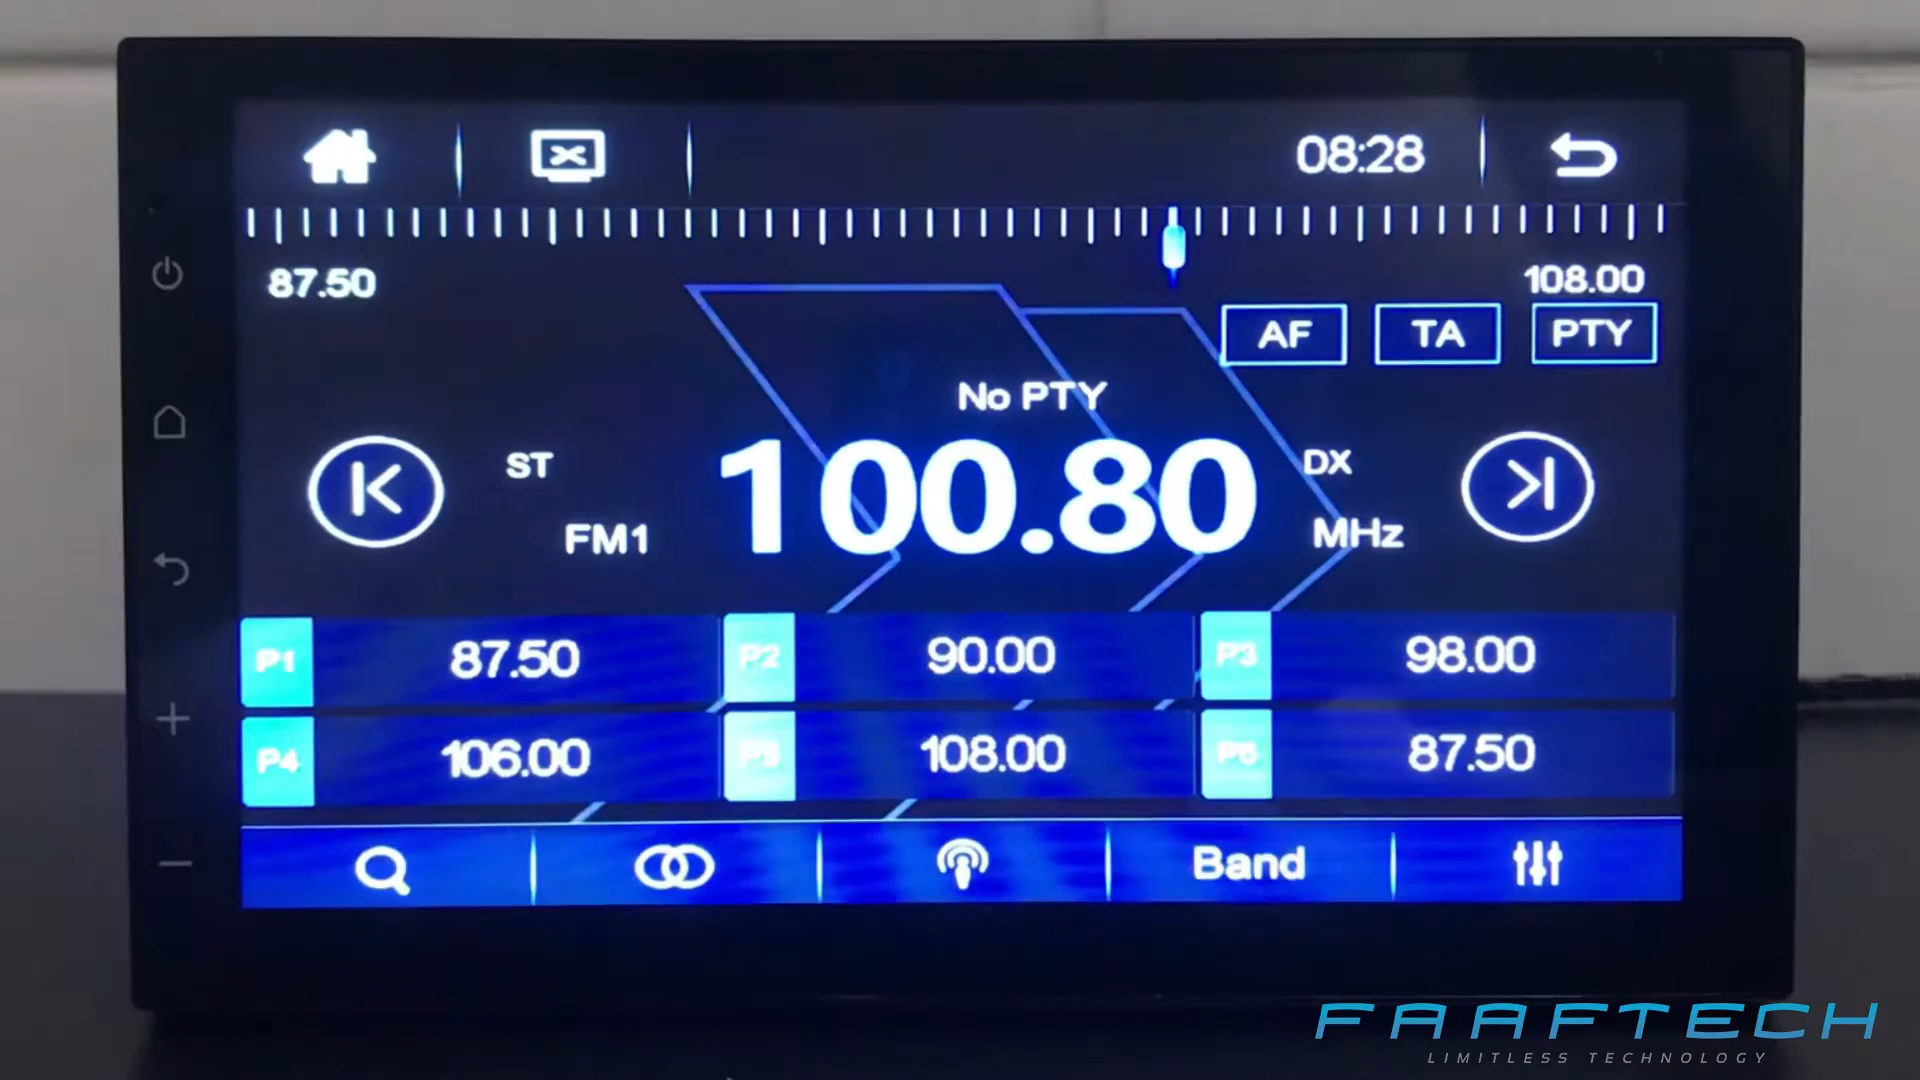 08:28
87.50
108.00
AF TA PTY
No PTY
ST 100.80 DX
FM1 MHz
P1 87.50 P2 90.00 P3 98.00
P4 106.00 P5 108.00 P6 87.50
Band
FAAFTECH
LIMITLESS TECHNOLOGY